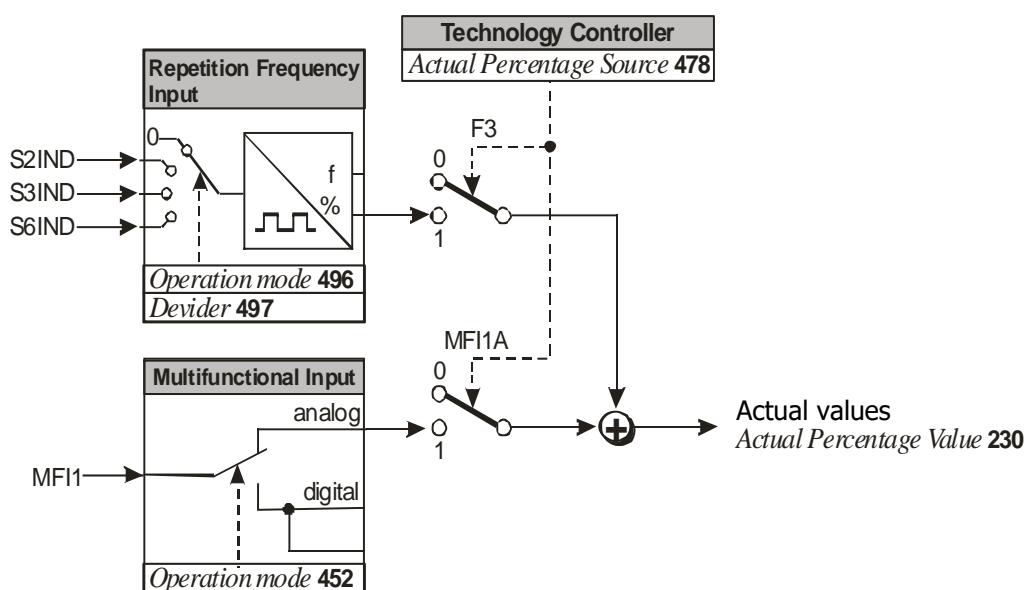 Technology Controller
Actual Percentage Source 478
Repetition Frequency
Input
F3
0
S2IND
f
0
S3IND
%
S6IND
1
Operation mode 496
Devider 497
MFI1A
Multifunctional Input
0
analog
1
Actual values
Actual Percentage Value 230
MFI1
digital
Operation mode 452